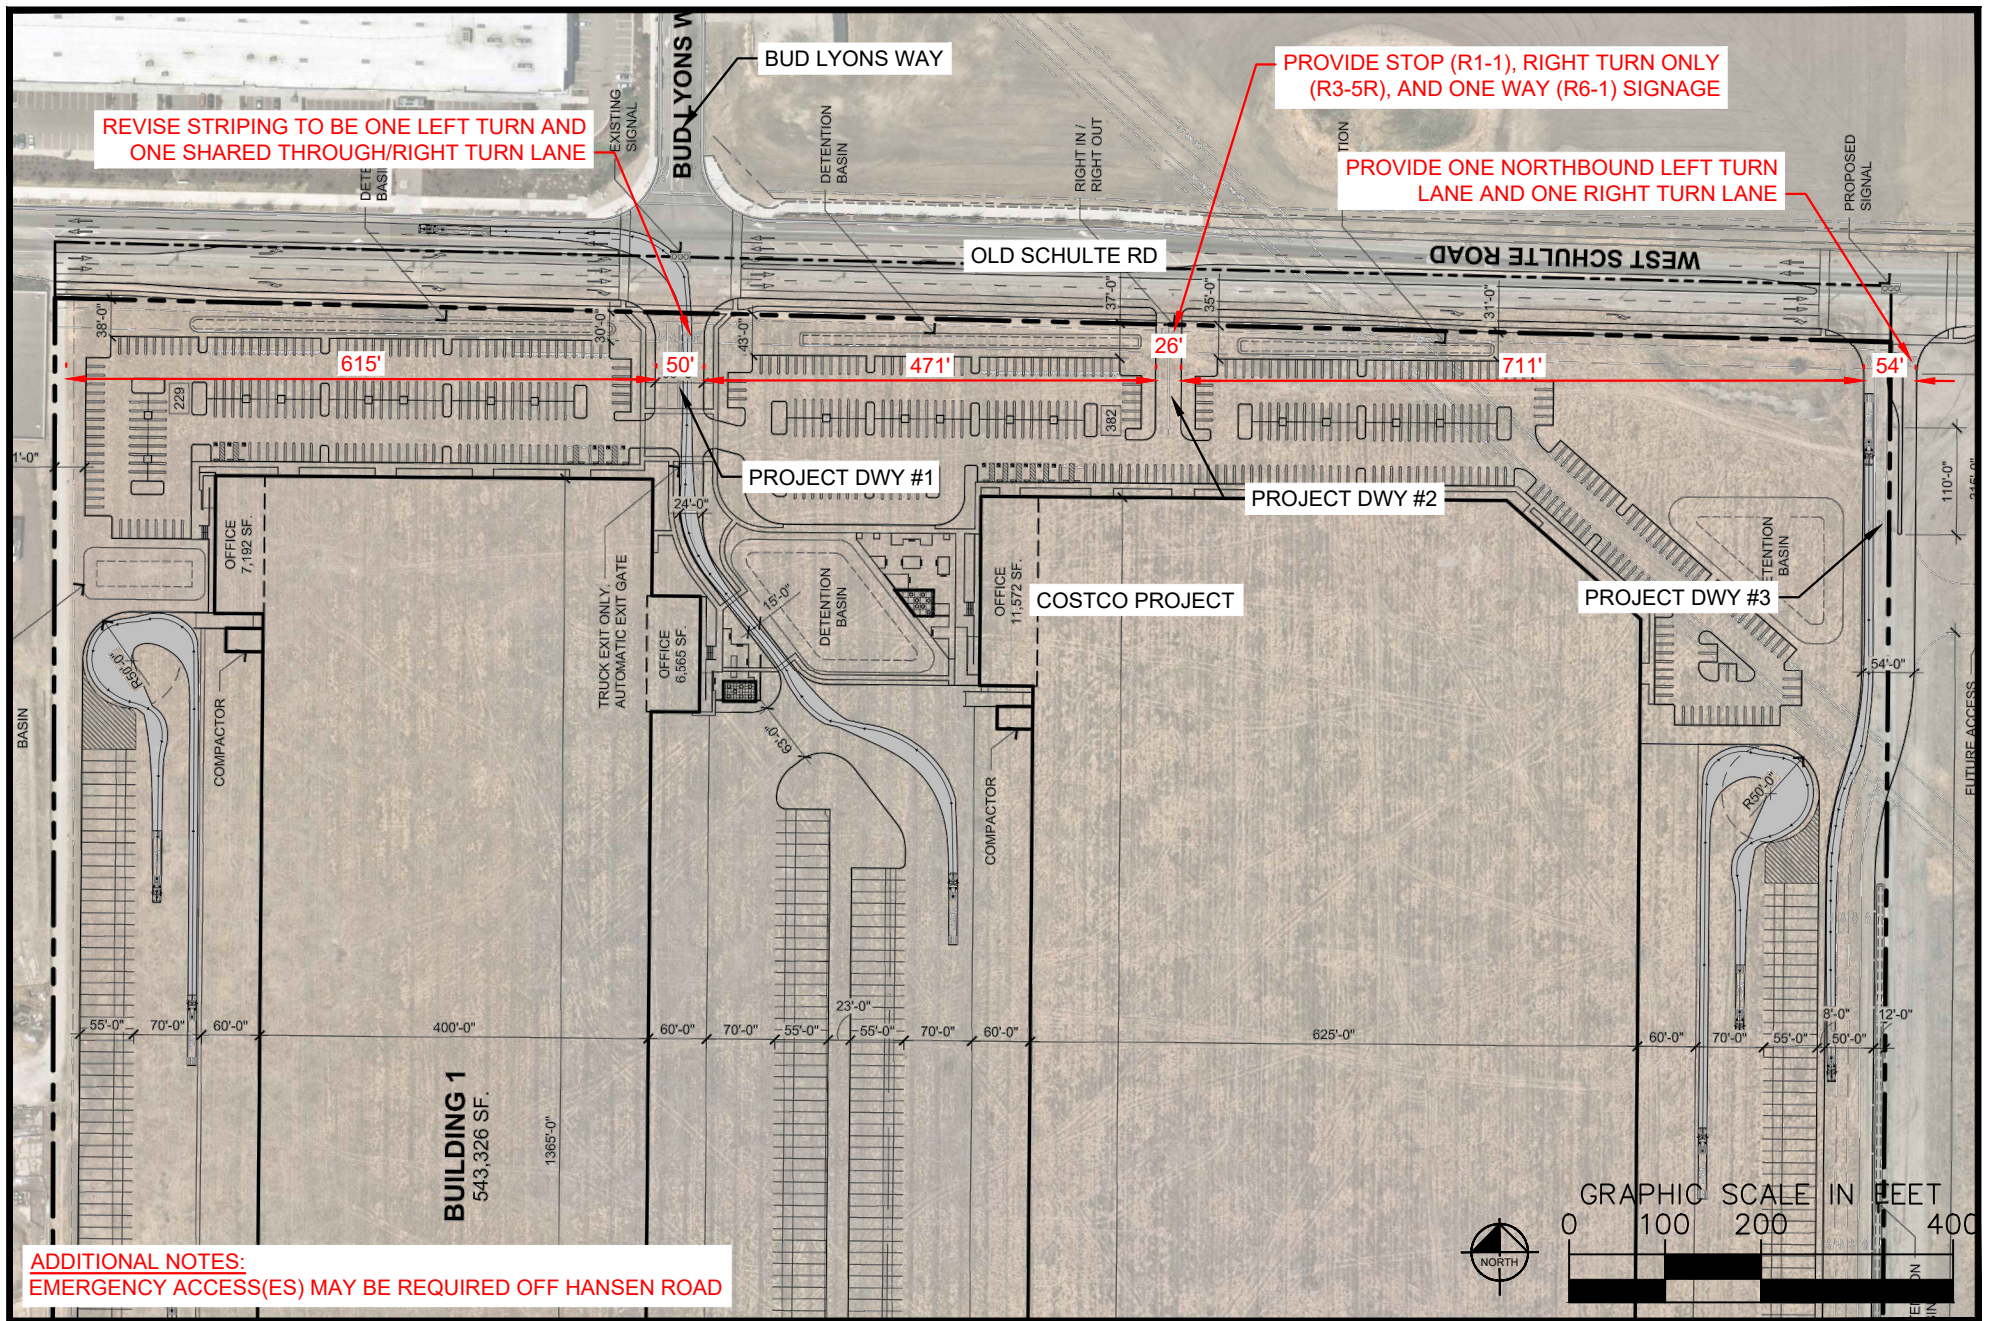 BUD LYONS W
BUD LYONS WAY
PROVIDE STOP (R1-1), RIGHT TURN ONLY
(R3-5R), AND ONE WAY (R6-1) SIGNAGE
REVISE STRIPING TO BE ONE LEFT TURN AND
ONE SHARED THROUGH/RIGHT TURN LANE
EXISTING
SIGNAL
DETENTION
BASIN
RIGHT IN /
RIGHT OUT
PROVIDE ONE NORTHBOUND LEFT TURN
LANE AND ONE RIGHT TURN LANE
PROPOSED
SIGNAL
OLD SCHULTE RD
WEST SCHULTE ROAD
38'-0"
30'-0"
43'-0"
37'-0"
35'-0"
31'-0"
615'
50'
471'
26'
711'
54'
229
382
1'-0"
PROJECT DWY #1
PROJECT DWY #2
PROJECT DWY #3
110'-0"
24'-0"
OFFICE
7,192 SF.
TRUCK EXIT ONLY.
AUTOMATIC EXIT GATE
OFFICE
6,565 SF.
15'-0"
DETENTION
BASIN
OFFICE
11,572 SF.
COSTCO PROJECT
54'-0"
FUTURE ACCESS
R50'-0"
63'-0"
R50'-0"
BASIN
COMPACTOR
COMPACTOR
55'-0"
70'-0"
60'-0"
400'-0"
60'-0"
70'-0"
55'-0"
23'-0"
55'-0"
70'-0"
60'-0"
625'-0"
60'-0"
70'-0"
55'-0"
8'-0"
50'-0"
12'-0"
BUILDING 1
543,326 SF.
1365'-0"
GRAPHIC SCALE IN FEET
0 100 200 400
NORTH
ADDITIONAL NOTES:
EMERGENCY ACCESS(ES) MAY BE REQUIRED OFF HANSEN ROAD